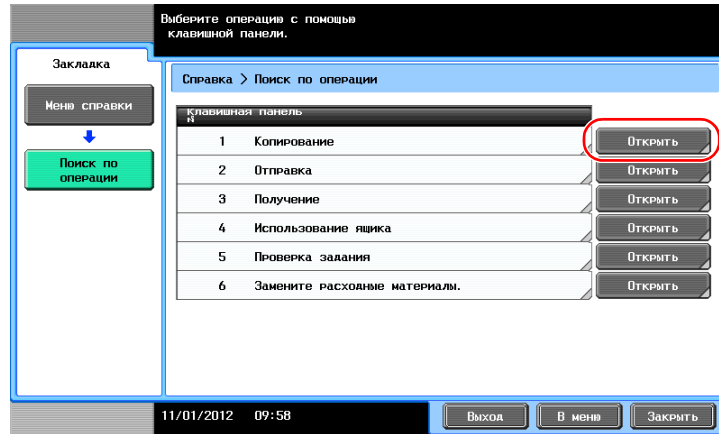 Выберите операцию с помощью
клавишной панели.
Закладка
Справка > Поиск по операции
Меню справки
Поиск по
операции
Клавишная панель
№
1 Копирование Открыть
2 Отправка Открыть
3 Получение Открыть
4 Использование ящика Открыть
5 Проверка задания Открыть
6 Замените расходные материалы. Открыть
11/01/2012 09:58 Выход В меню Закрыть